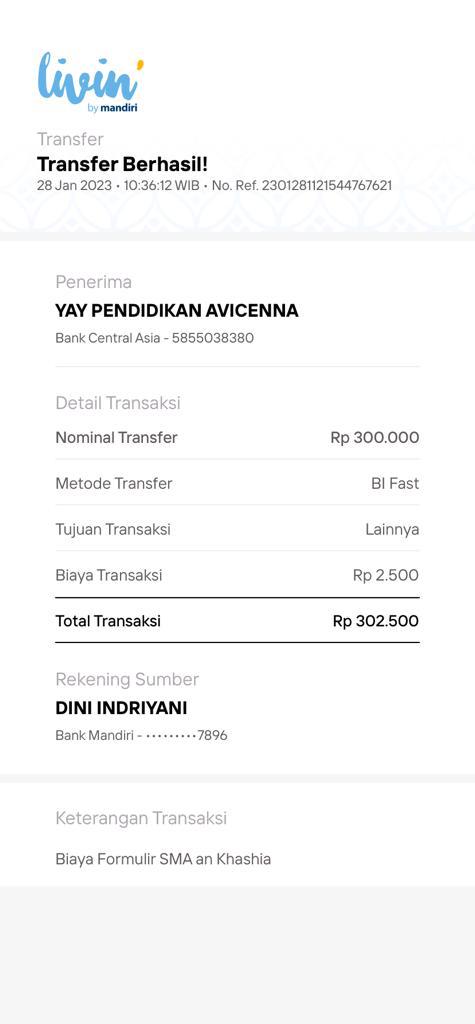 livin'
by mandiri
Transfer
Transfer Berhasil!
28 Jan 2023 • 10:36:12 WIB • No. Ref. 2301281121544767621
Penerima
YAY PENDIDIKAN AVICENNA
Bank Central Asia - 5855038380
Detail Transaksi
Nominal Transfer Rp 300.000
Metode Transfer BI Fast
Tujuan Transaksi Lainnya
Biaya Transaksi Rp 2.500
Total Transaksi Rp 302.500
Rekening Sumber
DINI INDRIYANI
Bank Mandiri - •••••••••7896
Keterangan Transaksi
Biaya Formulir SMA an Khashia